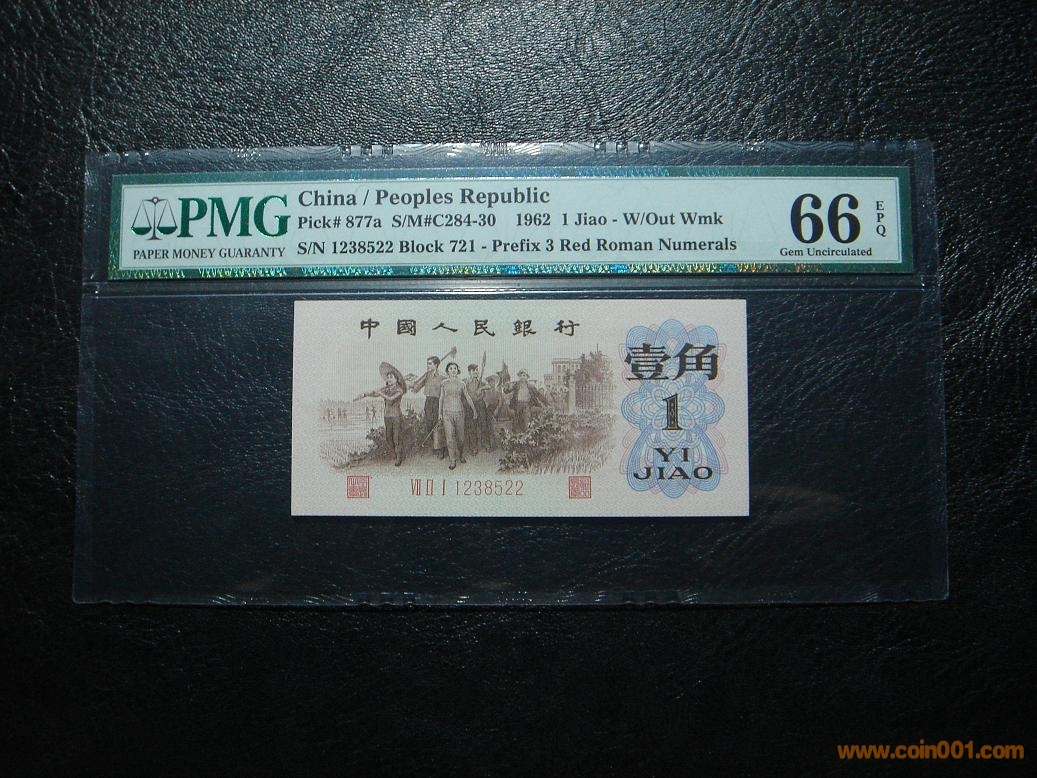 PMG
PAPER MONEY GUARANTY
China / Peoples Republic
Pick# 877a S/M#C284-30 1962 1 Jiao - W/Out Wmk
S/N 1238522 Block 721 - Prefix 3 Red Roman Numerals
66
EPQ
Gem Uncirculated
中國人民銀行
壹角
1
YI
JIAO
Ⅶ Ⅱ Ⅰ 1238522
www.coin001.com